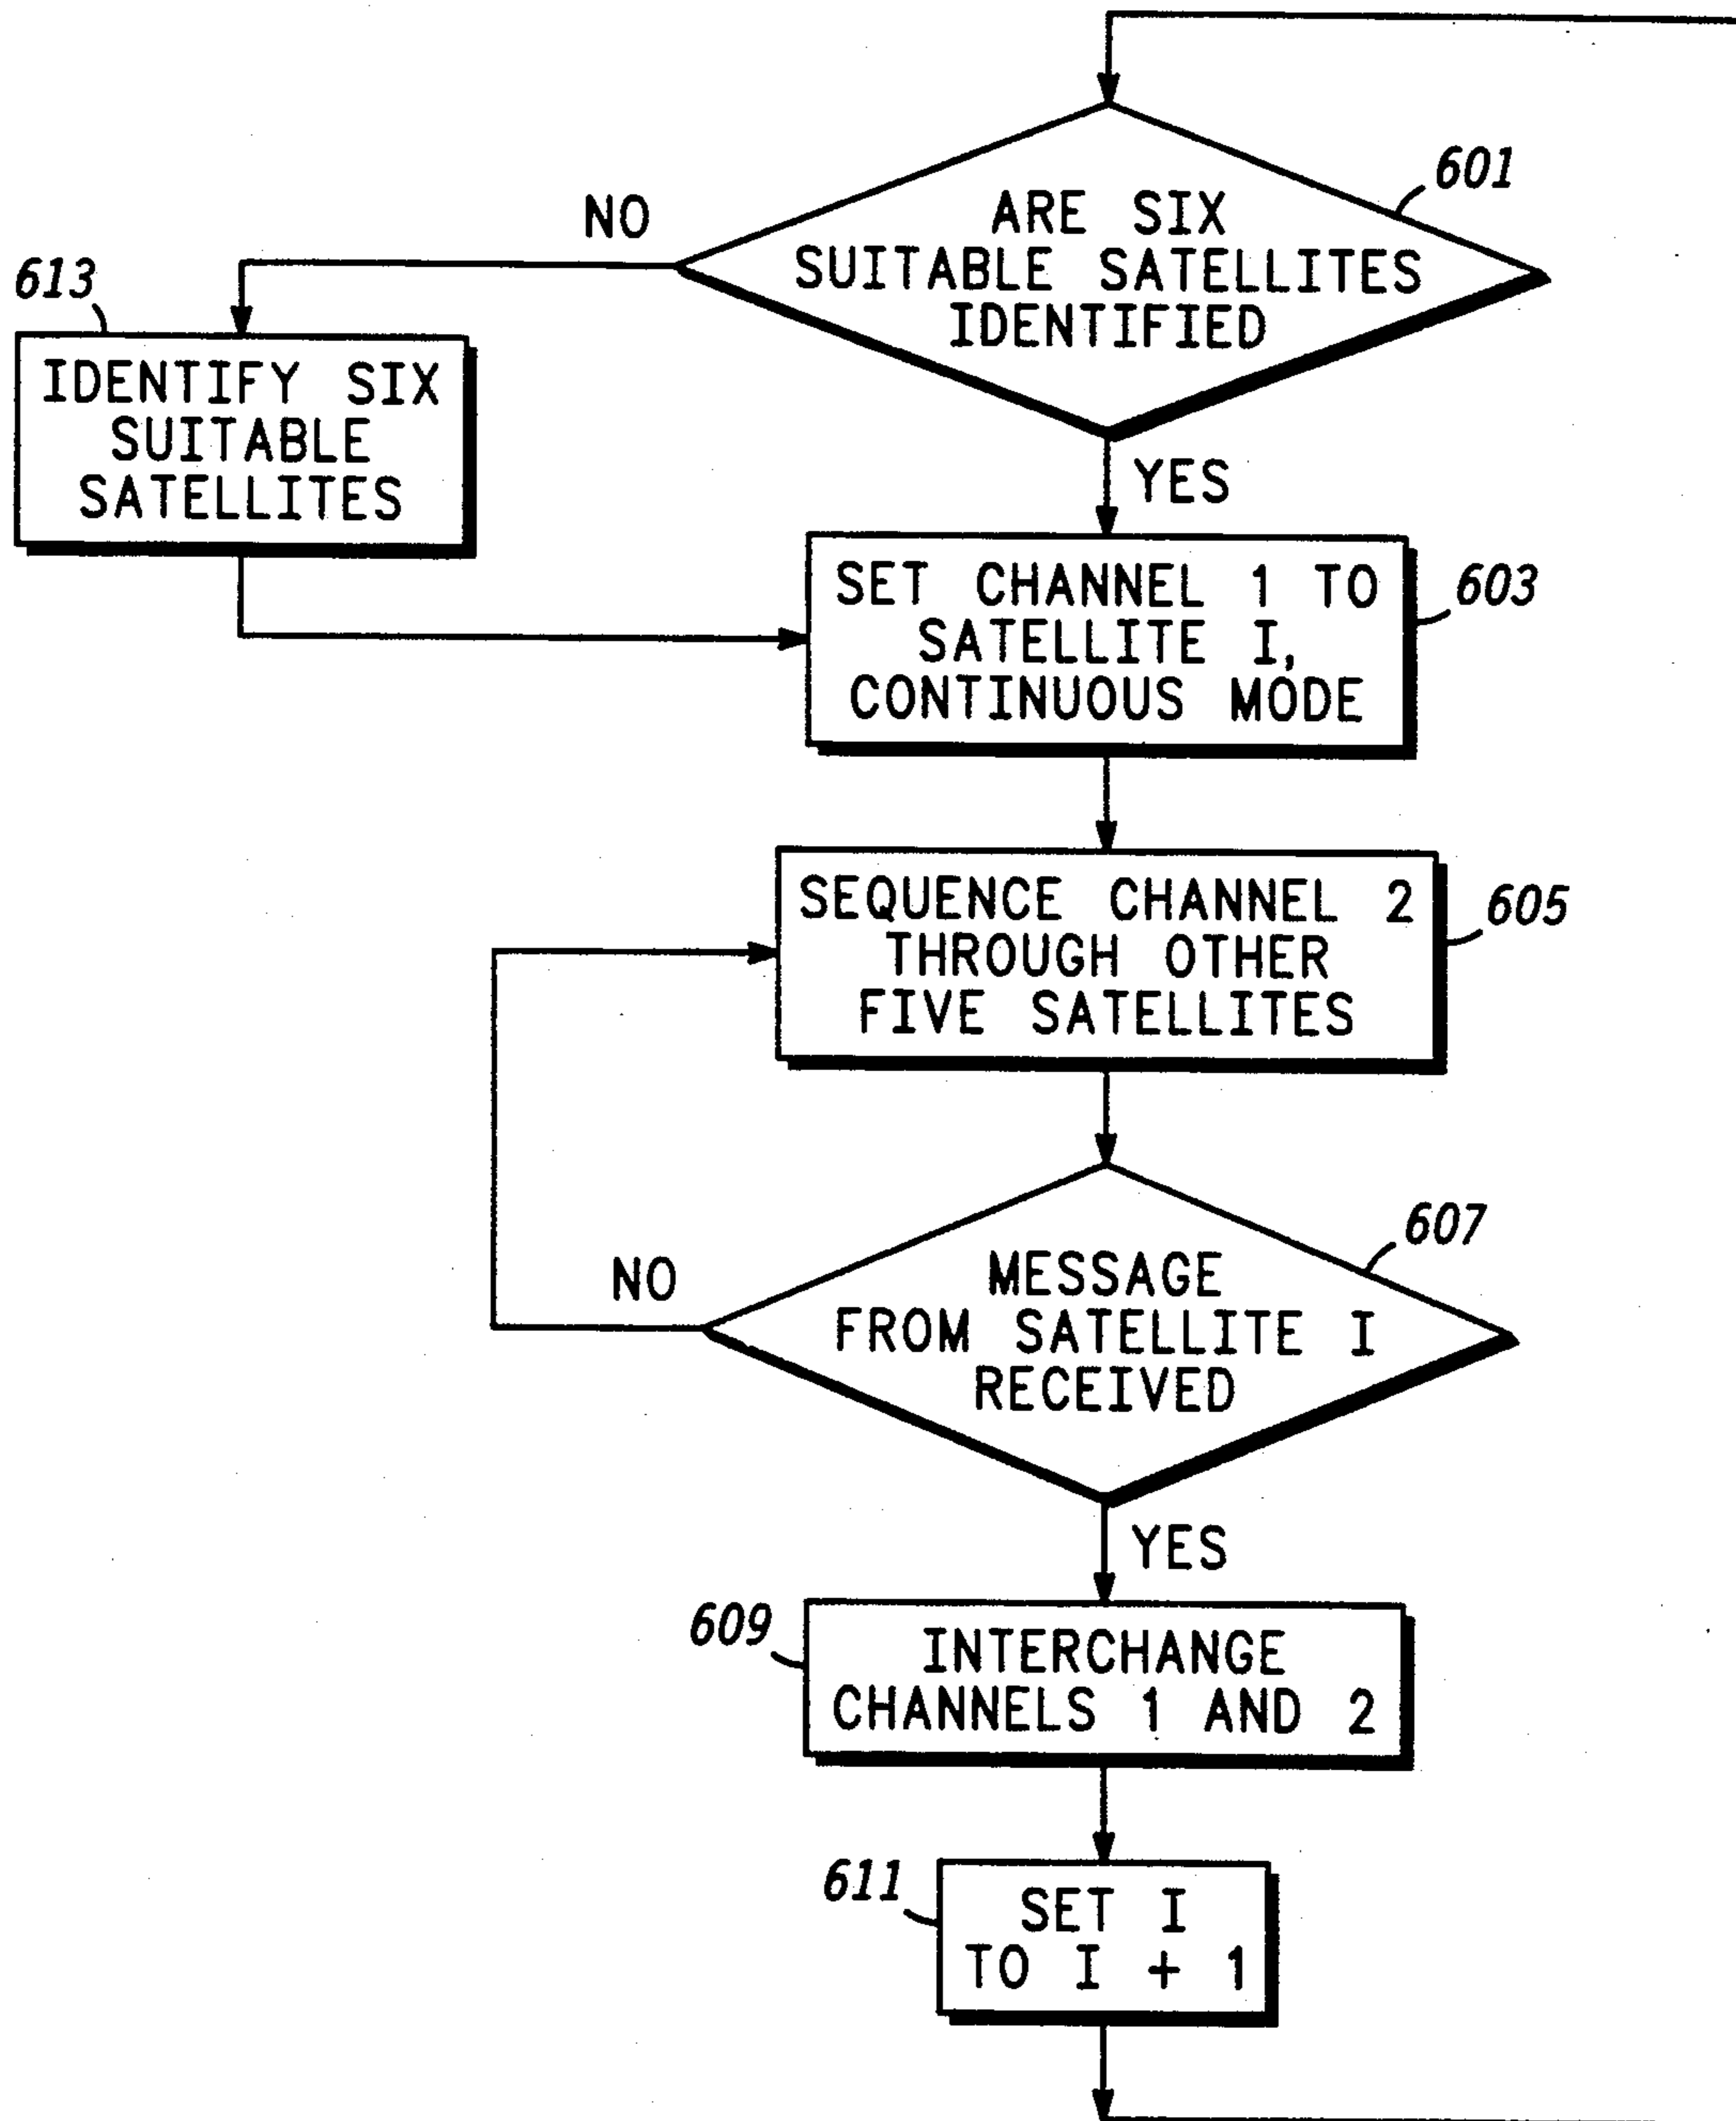 601
ARE SIX
SUITABLE SATELLITES
IDENTIFIED
NO
613
IDENTIFY SIX
SUITABLE
SATELLITES
YES
603
SET CHANNEL 1 TO
SATELLITE I,
CONTINUOUS MODE
605
SEQUENCE CHANNEL 2
THROUGH OTHER
FIVE SATELLITES
607
MESSAGE
FROM SATELLITE I
RECEIVED
NO
YES
609
INTERCHANGE
CHANNELS 1 AND 2
611
SET I
TO I + 1